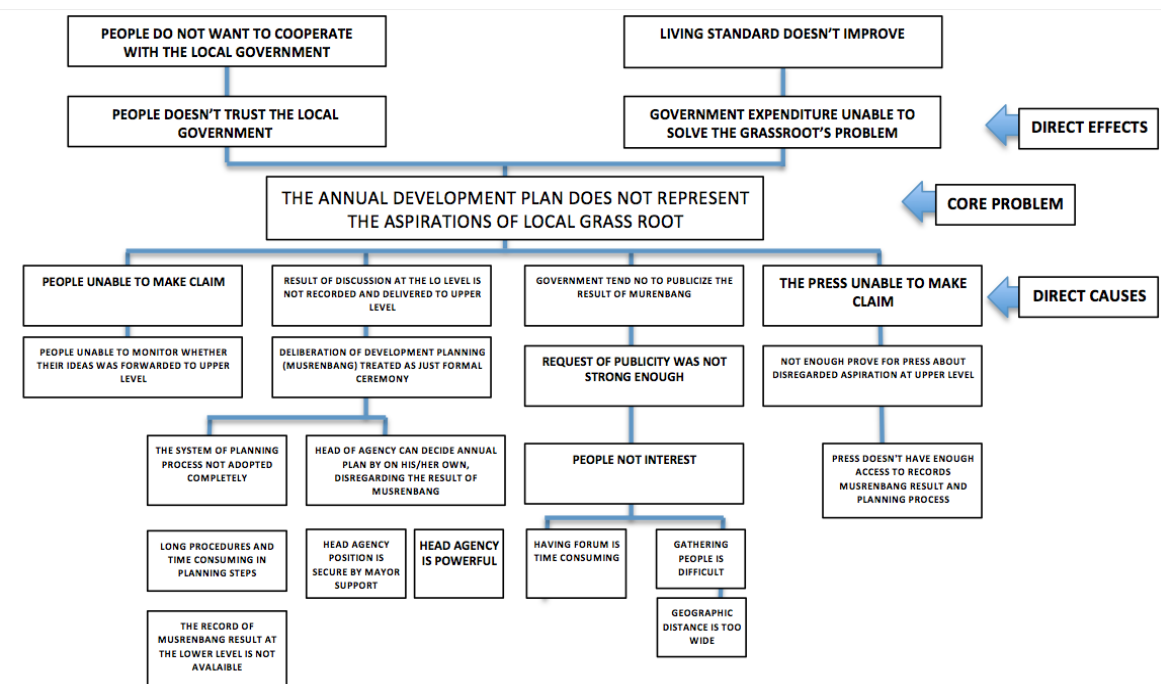 PEOPLE DO NOT WANT TO COOPERATE
WITH THE LOCAL GOVERNMENT
LIVING STANDARD DOESN'T IMPROVE
PEOPLE DOESN'T TRUST THE LOCAL
GOVERNMENT
GOVERNMENT EXPENDITURE UNABLE TO
SOLVE THE GRASSROOT'S PROBLEM
DIRECT EFFECTS
THE ANNUAL DEVELOPMENT PLAN DOES NOT REPRESENT
THE ASPIRATIONS OF LOCAL GRASS ROOT
CORE PROBLEM
PEOPLE UNABLE TO MAKE CLAIM
RESULT OF DISCUSSION AT THE LO LEVEL IS
NOT RECORDED AND DELIVERED TO UPPER
LEVEL
GOVERNMENT TEND NO TO PUBLICIZE THE
RESULT OF MURENBANG
THE PRESS UNABLE TO MAKE
CLAIM
DIRECT CAUSES
PEOPLE UNABLE TO MONITOR WHETHER
THEIR IDEAS WAS FORWARDED TO UPPER
LEVEL
DELIBERATION OF DEVELOPMENT PLANNING
(MUSRENBANG) TREATED AS JUST FORMAL
CEREMONY
REQUEST OF PUBLICITY WAS NOT
STRONG ENOUGH
NOT ENOUGH PROVE FOR PRESS ABOUT
DISREGARDED ASPIRATION AT UPPER LEVEL
THE SYSTEM OF PLANNING
PROCESS NOT ADOPTED
COMPLETELY
HEAD OF AGENCY CAN DECIDE ANNUAL
PLAN BY ON HIS/HER OWN,
DISREGARDING THE RESULT OF
MUSRENBANG
PEOPLE NOT INTEREST
PRESS DOESN'T HAVE ENOUGH
ACCESS TO RECORDS
MUSRENBANG RESULT AND
PLANNING PROCESS
LONG PROCEDURES AND
TIME CONSUMING IN
PLANNING STEPS
HEAD AGENCY
POSITION IS
SECURE BY MAYOR
SUPPORT
HEAD AGENCY
IS POWERFUL
HAVING FORUM IS
TIME CONSUMING
GATHERING
PEOPLE IS
DIFFICULT
GEOGRAPHIC
DISTANCE IS TOO
WIDE
THE RECORD OF
MUSRENBANG RESULT AT
THE LOWER LEVEL IS NOT
AVALAIBLE